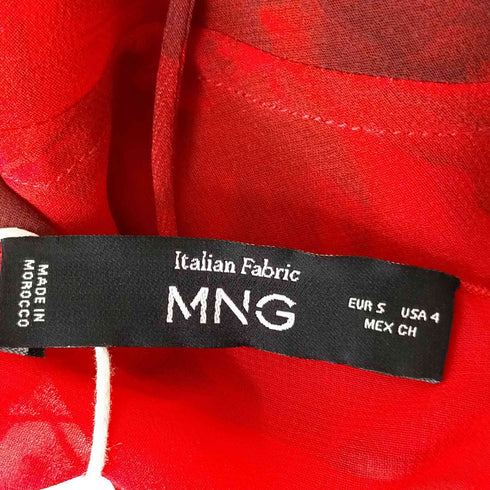 MADE IN
MOROCCO
Italian Fabric
MNG
EUR S USA 4
MEX CH